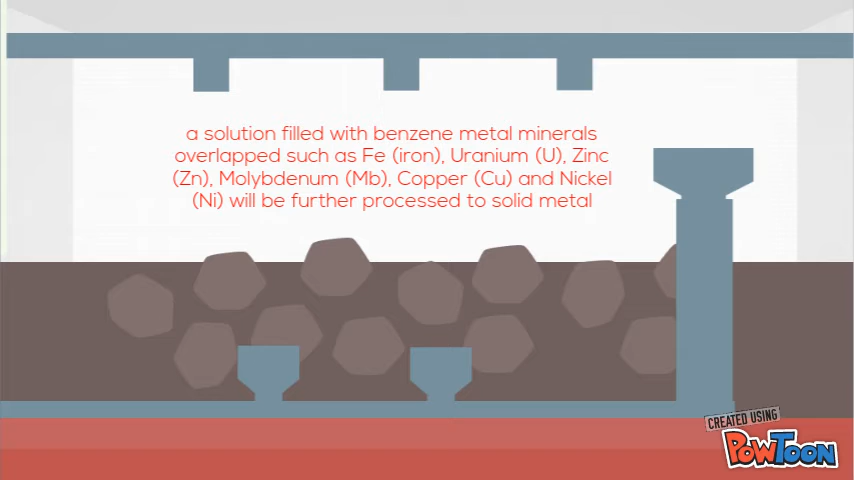 a solution filled with benzene metal minerals
overlapped such as Fe (iron), Uranium (U), Zinc
(Zn), Molybdenum (Mb), Copper (Cu) and Nickel
(Ni) will be further processed to solid metal
CREATED USING
POWTOON